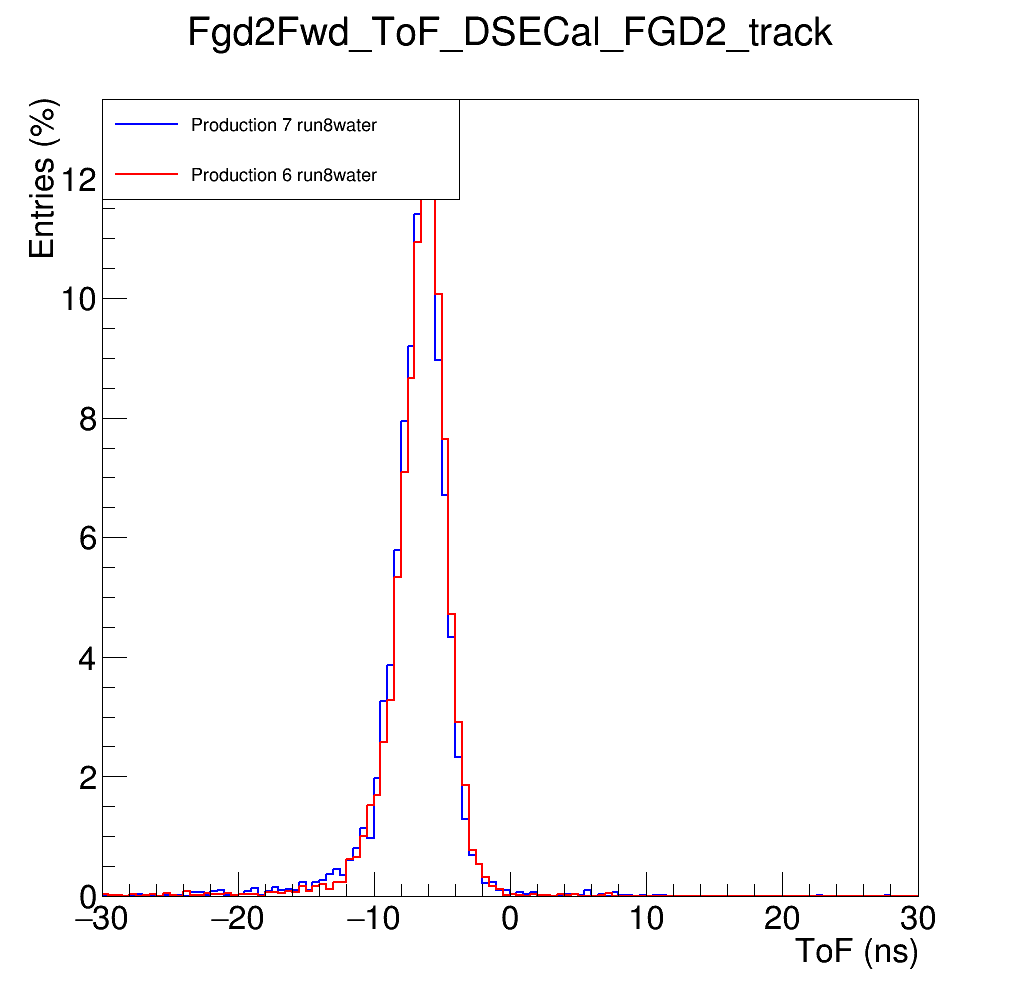 Fgd2Fwd_ToF_DSECal_FGD2_track
Entries (%)
Production 7 run8water
Production 6 run8water
12
10
8
6
4
2
0
−30 −20 −10 0 10 20 30
ToF (ns)